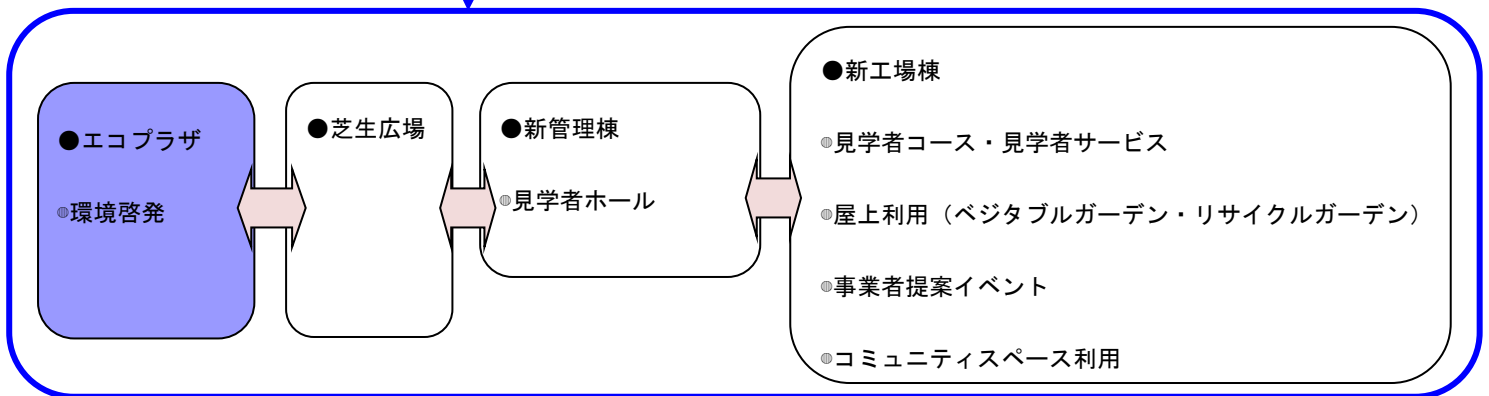 ●エコプラザ
◍環境啓発
●芝生広場
●新管理棟
◍見学者ホール
●新工場棟
◍見学者コース・見学者サービス
◍屋上利用（ベジタブルガーデン・リサイクルガーデン）
◍事業者提案イベント
◍コミュニティスペース利用